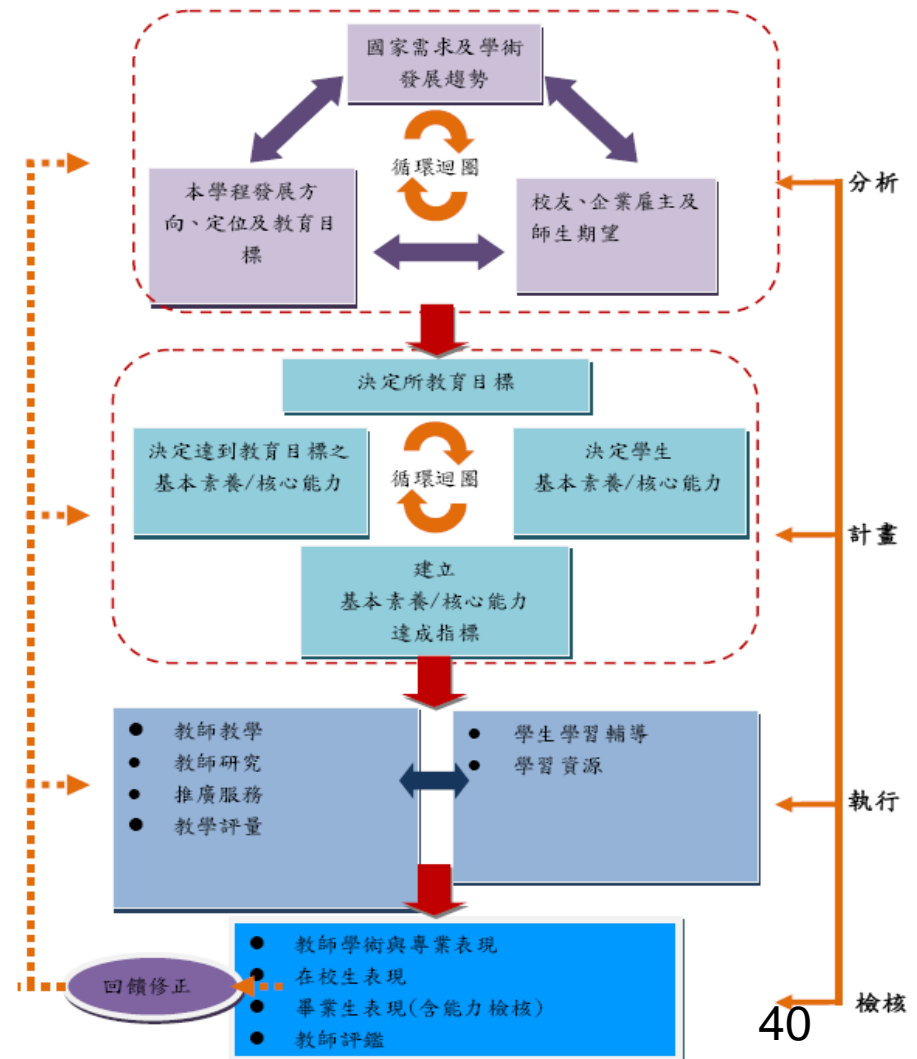 國家需求及學術
發展趨勢
循環迴圈
本學程發展方
向、定位及教育目
標
校友、企業雇主及
師生期望
分析
決定所教育目標
決定達到教育目標之
基本素養/核心能力
循環迴圈
決定學生
基本素養/核心能力
計畫
建立
基本素養/核心能力
達成指標
● 教師教學
● 教師研究
● 推廣服務
● 教學評量
● 學生學習輔導
● 學習資源
執行
● 教師學術與專業表現
● 在校生表現
● 畢業生表現(含能力檢核)
● 教師評鑑
回饋修正
檢核
40